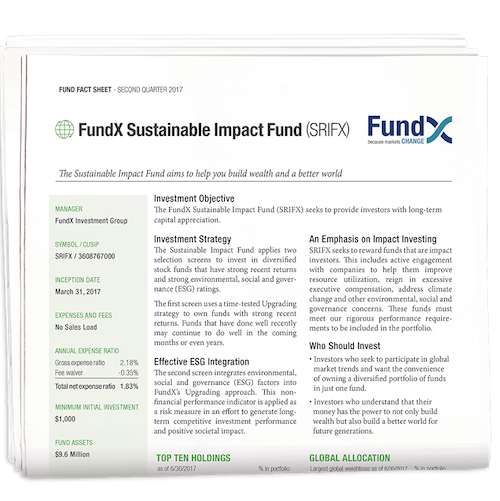 FUND FACT SHEET - SECOND QUARTER 2017
FundX Sustainable Impact Fund (SRIFX)
FundX
because markets CHANGE
The Sustainable Impact Fund aims to help you build wealth and a better world
MANAGER
FundX Investment Group
SYMBOL / CUSIP
SRIFX / 3608767000
INCEPTION DATE
March 31, 2017
EXPENSES AND FEES
No Sales Load
ANNUAL EXPENSE RATIO
Gross expense ratio 2.18%
Fee waiver -0.35%
Total net expense ratio 1.83%
MINIMUM INITIAL INVESTMENT
$1,000
FUND ASSETS
$9.6 Million
Investment Objective
The FundX Sustainable Impact Fund (SRIFX) seeks to provide investors with long-term
capital appreciation.
Investment Strategy
The Sustainable Impact Fund applies two
selection screens to invest in diversified
stock funds that have strong recent returns
and strong environmental, social and gover-
nance (ESG) ratings.
The first screen uses a time-tested Upgrading
strategy to own funds with strong recent
returns. Funds that have done well recently
may continue to do well in the coming
months or even years.
Effective ESG Integration
The second screen integrates environmental,
social and governance (ESG) factors into
FundX's Upgrading approach. This non-
financial performance indicator is applied as
a risk measure in an effort to generate long-
term competitive investment performance
and positive societal impact.
An Emphasis on Impact Investing
SRIFX seeks to reward funds that are impact
investors. This includes active engagement
with companies to help them improve
resource utilization, reign in excessive
executive compensation, address climate
change and other environmental, social and
governance concerns. These funds must
meet our rigorous performance require-
ments to be included in the portfolio.
Who Should Invest
• Investors who seek to participate in global
market trends and want the convenience
of owning a diversified portfolio of funds
in just one fund.
• Investors who understand that their
money has the power to not only build
wealth but also build a better world for
future generations.
TOP TEN HOLDINGS
as of 6/30/2017 % in portfolio
GLOBAL ALLOCATION
Largest global weightings as of 6/30/2017 % in portfolio